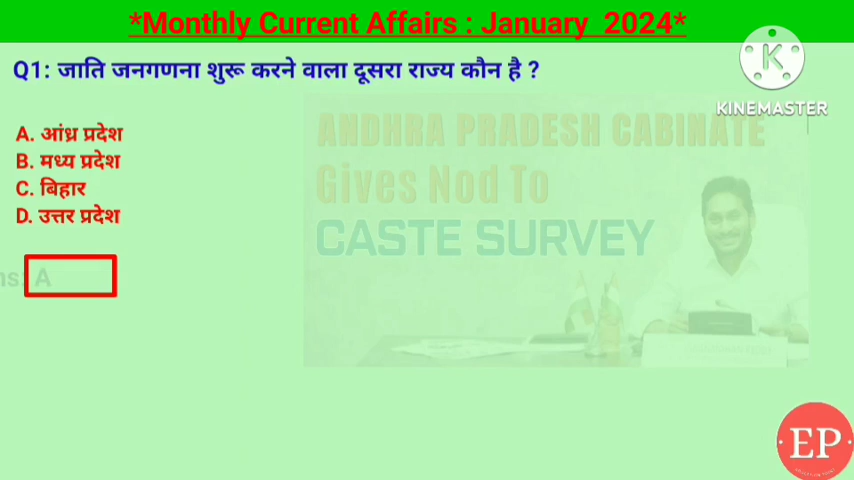 *Monthly Current Affairs : January 2024*
Q1: जाति जनगणना शुरू करने वाला दूसरा राज्य कौन है ?
KINEMASTER
A. आंध्र प्रदेश
B. मध्य प्रदेश
C. बिहार
D. उत्तर प्रदेश
ANDHRA PRADESH CABINATE
Gives Nod To
CASTE SURVEY
ns: A
EP